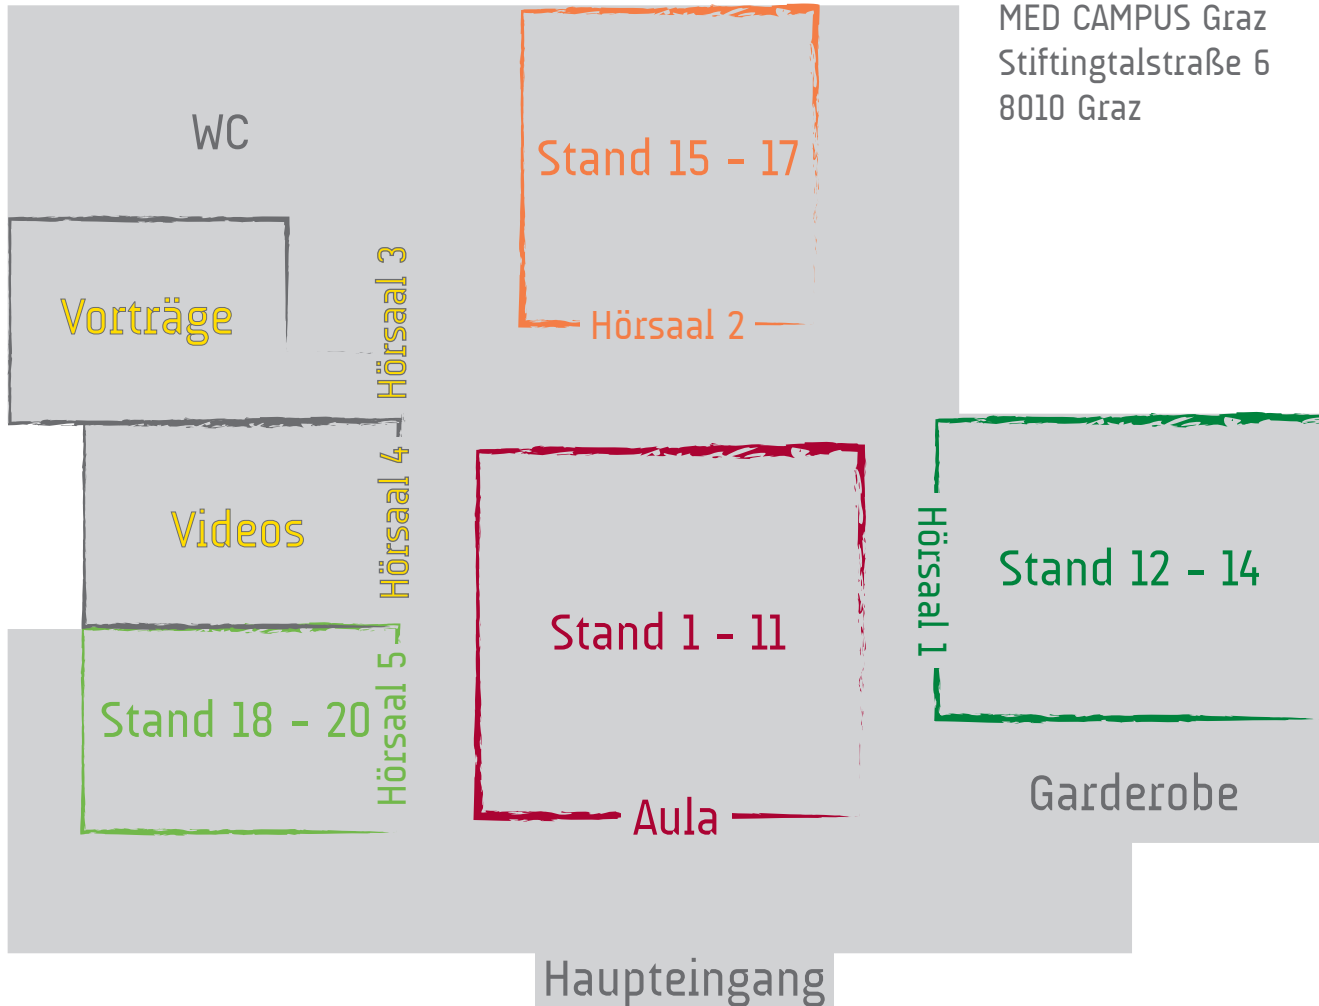 MED CAMPUS Graz
Stiftingtalstraße 6
8010 Graz
WC
Stand 15 - 17
Hörsaal 2
Vorträge
Hörsaal 3
Videos
Hörsaal 4
Stand 18 - 20
Hörsaal 5
Stand 1 - 11
Aula
Hörsaal 1
Stand 12 - 14
Garderobe
Haupteingang